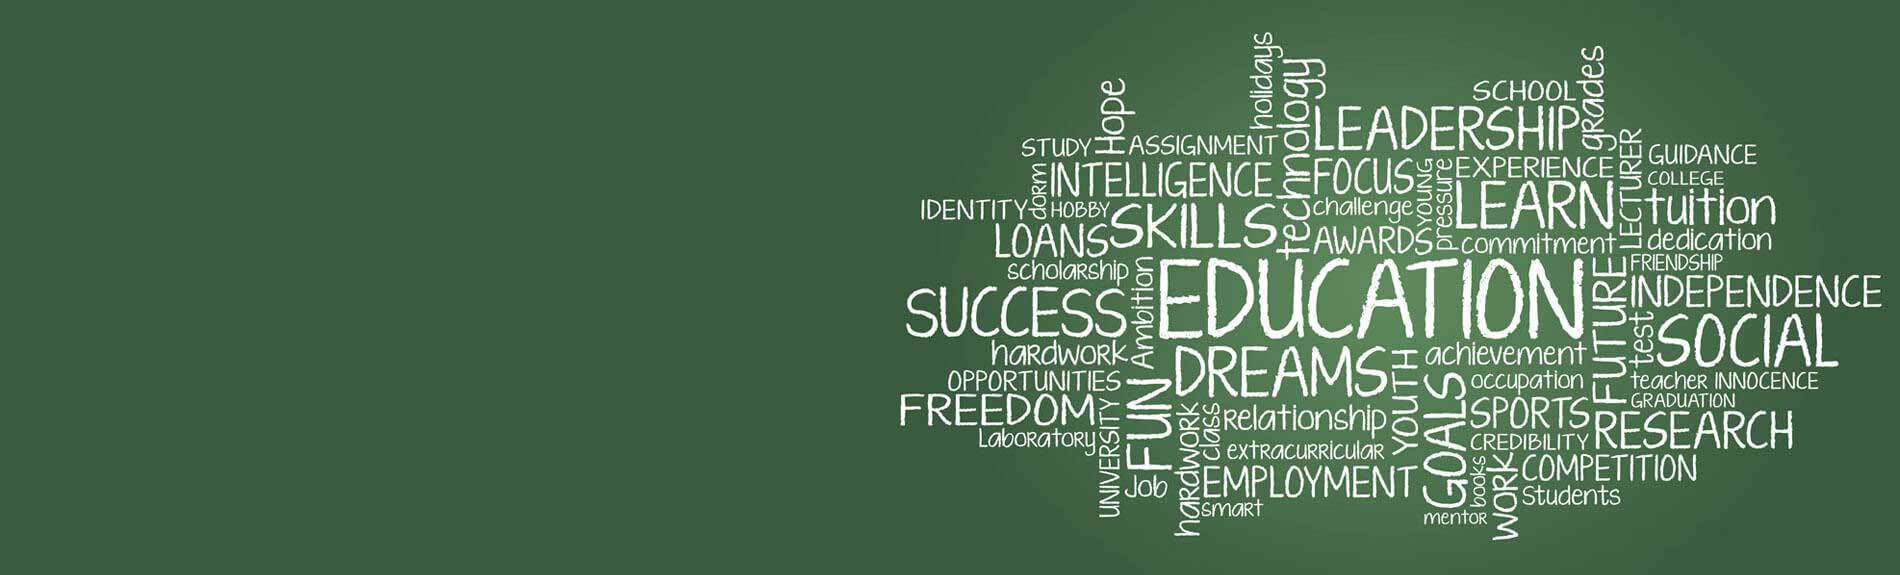 holidays
grades
Hope
technology
SCHOOL
LEADERSHIP
STUDY
ASSIGNMENT
LECTURER
GUIDANCE
INTELLIGENCE
FOCUS
YOUNG
pressure
EXPERIENCE
COLLEGE
dorm
IDENTITY
HOBBY
SKILLS
challenge
LEARN
tuition
LOANS
AWARDS
commitment
dedication
scholarship
Ambition
EDUCATION
FUTURE
FRIENDSHIP
INDEPENDENCE
SUCCESS
test
SOCIAL
hardwork
DREAMS
YOUTH
achievement
OPPORTUNITIES
FUN
GOALS
occupation
teacher
INNOCENCE
FREEDOM
UNIVERSITY
hardwork
class
relationship
SPORTS
GRADUATION
RESEARCH
Laboratory
extracurricular
CREDIBILITY
Job
EMPLOYMENT
books
WORK
COMPETITION
smart
mentor
Students